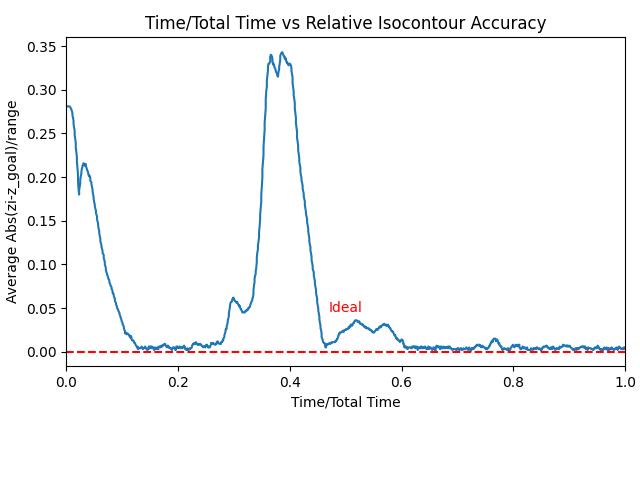 Time/Total Time vs Relative Isocontour Accuracy
Average Abs(zi-z_goal)/range
0.35
0.30
0.25
0.20
0.15
0.10
0.05
0.00
Ideal
0.0 0.2 0.4 0.6 0.8 1.0
Time/Total Time